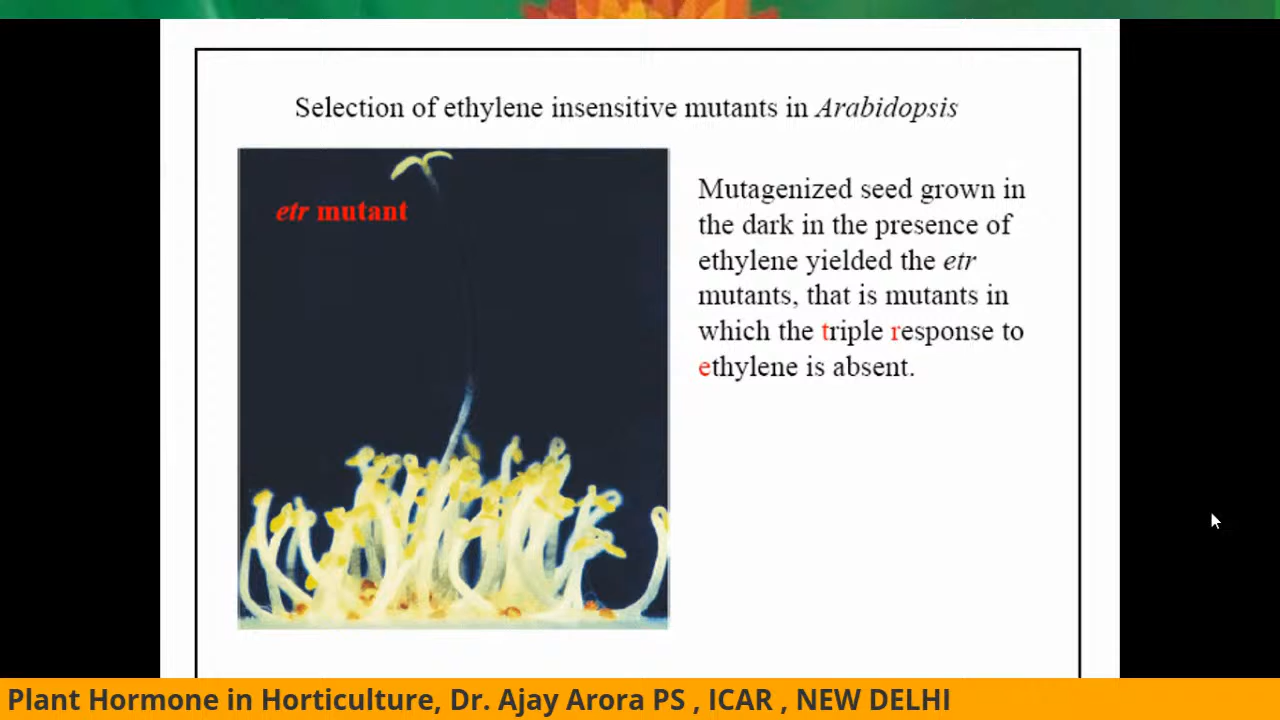 Selection of ethylene insensitive mutants in Arabidopsis
etr mutant
Mutagenized seed grown in
the dark in the presence of
ethylene yielded the etr
mutants, that is mutants in
which the triple response to
ethylene is absent.
Plant Hormone in Horticulture, Dr. Ajay Arora PS , ICAR , NEW DELHI